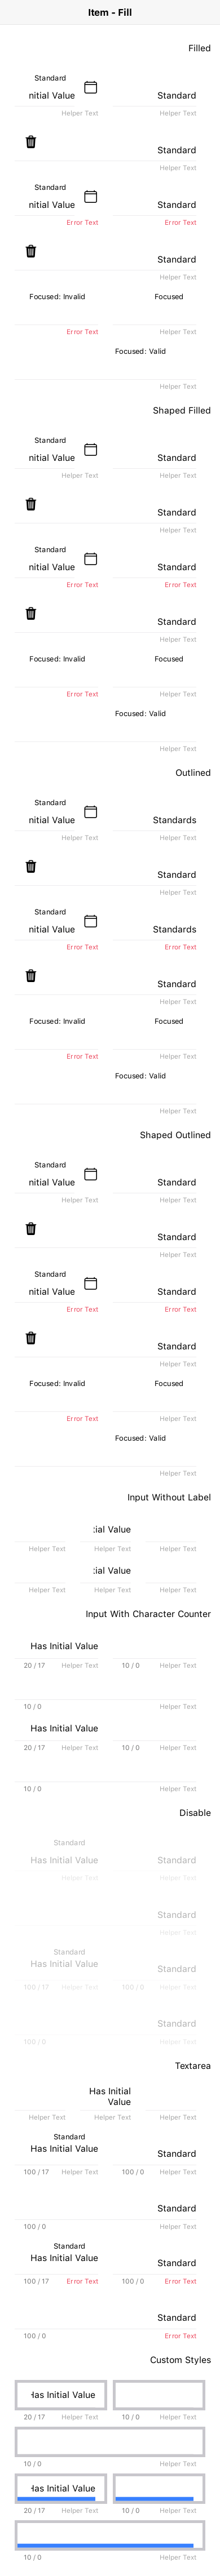 Item - Fill
Filled
Standard
nitial Value
Standard
Helper Text
Helper Text
Standard
Helper Text
Standard
nitial Value
Standard
Error Text
Error Text
Standard
Helper Text
Focused: Invalid
Focused
Error Text
Helper Text
Focused: Valid
Helper Text
Shaped Filled
Standard
nitial Value
Standard
Helper Text
Helper Text
Standard
Helper Text
Standard
nitial Value
Standard
Error Text
Error Text
Standard
Helper Text
Focused: Invalid
Focused
Error Text
Helper Text
Focused: Valid
Helper Text
Outlined
Standard
nitial Value
Standards
Helper Text
Helper Text
Standard
Helper Text
Standard
nitial Value
Standards
Error Text
Error Text
Standard
Helper Text
Focused: Invalid
Focused
Error Text
Helper Text
Focused: Valid
Helper Text
Shaped Outlined
Standard
nitial Value
Standard
Helper Text
Helper Text
Standard
Helper Text
Standard
nitial Value
Standard
Error Text
Error Text
Standard
Helper Text
Focused: Invalid
Focused
Error Text
Helper Text
Focused: Valid
Helper Text
Input Without Label
tial Value
Helper Text
Helper Text
Helper Text
tial Value
Helper Text
Helper Text
Helper Text
Input With Character Counter
Has Initial Value
20 / 17
Helper Text
10 / 0
Helper Text
10 / 0
Helper Text
Has Initial Value
20 / 17
Helper Text
10 / 0
Helper Text
10 / 0
Helper Text
Disable
Standard
Has Initial Value
Standard
Helper Text
Helper Text
Standard
Helper Text
Standard
Has Initial Value
Standard
100 / 17
Helper Text
100 / 0
Helper Text
Standard
100 / 0
Helper Text
Textarea
Has Initial
Value
Helper Text
Helper Text
Helper Text
Standard
Has Initial Value
Standard
100 / 17
Helper Text
100 / 0
Helper Text
Standard
100 / 0
Helper Text
Standard
Has Initial Value
Standard
100 / 17
Error Text
100 / 0
Error Text
Standard
100 / 0
Error Text
Custom Styles
Has Initial Value
20 / 17
Helper Text
10 / 0
Helper Text
10 / 0
Helper Text
Has Initial Value
20 / 17
Helper Text
10 / 0
Helper Text
10 / 0
Helper Text